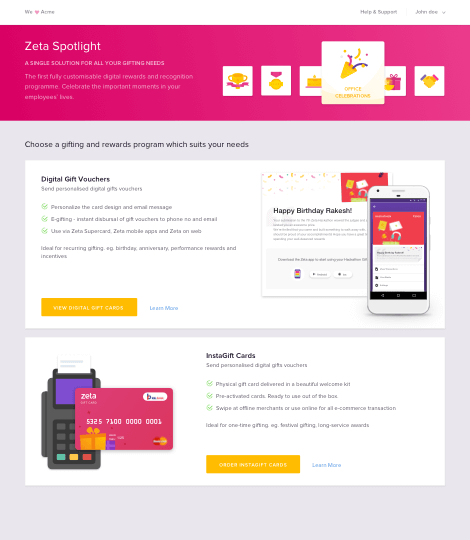 We ❤ Acme
Help & Support
John doe
Zeta Spotlight
A SINGLE SOLUTION FOR ALL YOUR GIFTING NEEDS
The first fully customisable digital rewards and recognition
programme. Celebrate the important moments in your
employees' lives.
OFFICE
CELEBRATIONS
Choose a gifting and rewards program which suits your needs
Digital Gift Vouchers
Send personalised digital gifts vouchers
Personalize the card design and email message
E-gifting - instant disbursal of gift vouchers to phone no and email
Use via Zeta Supercard, Zeta mobile apps and Zeta on web
Ideal for recurring gifting, eg. birthday, anniversary, performance rewards and
incentives
VIEW DIGITAL GIFT CARDS
Learn More
Happy Birthday Rakesh!
InstaGift Cards
Send personalised digital gifts vouchers
Physical gift card delivered in a beautiful welcome kit
Pre-activated cards. Ready to use out of the box
Swipe at offline merchants or use online for all e-commerce transaction
Ideal for one-time gifting, eg. festival gifting, long-service awards
ORDER INSTAGIFT CARDS
Learn More
zeta
GIFT CARD
5325 7100 0000 0001